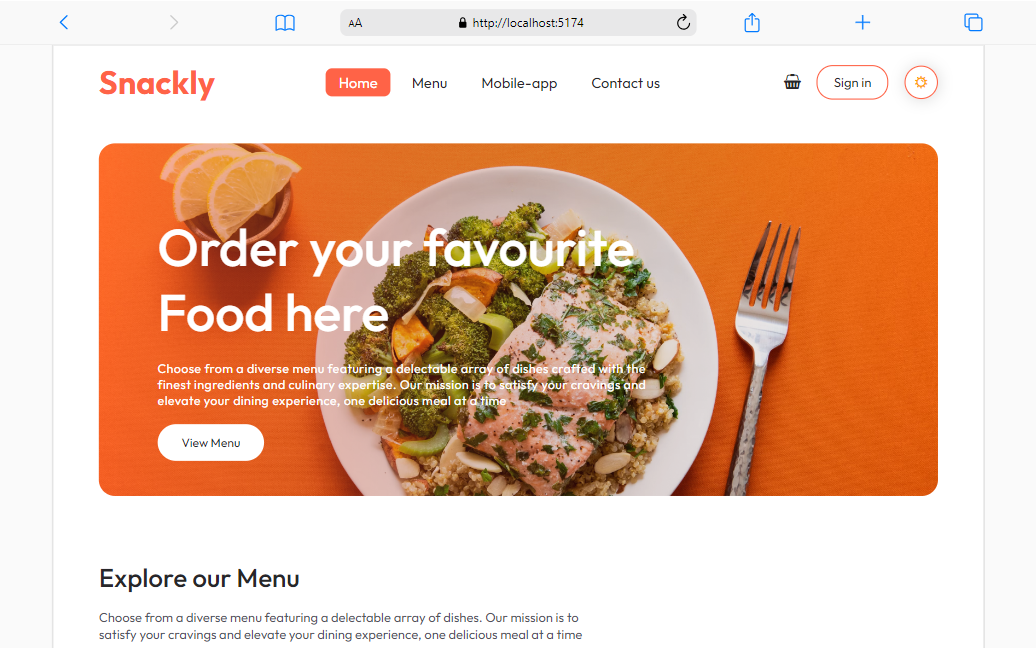 AA
http://localhost:5174
Snackly
Home
Menu
Mobile-app
Contact us
Sign in
Order your favourite
Food here
Choose from a diverse menu featuring a delectable array of dishes crafted with the
finest ingredients and culinary expertise. Our mission is to satisfy your cravings and
elevate your dining experience, one delicious meal at a time
View Menu
Explore our Menu
Choose from a diverse menu featuring a delectable array of dishes. Our mission is to
satisfy your cravings and elevate your dining experience, one delicious meal at a time